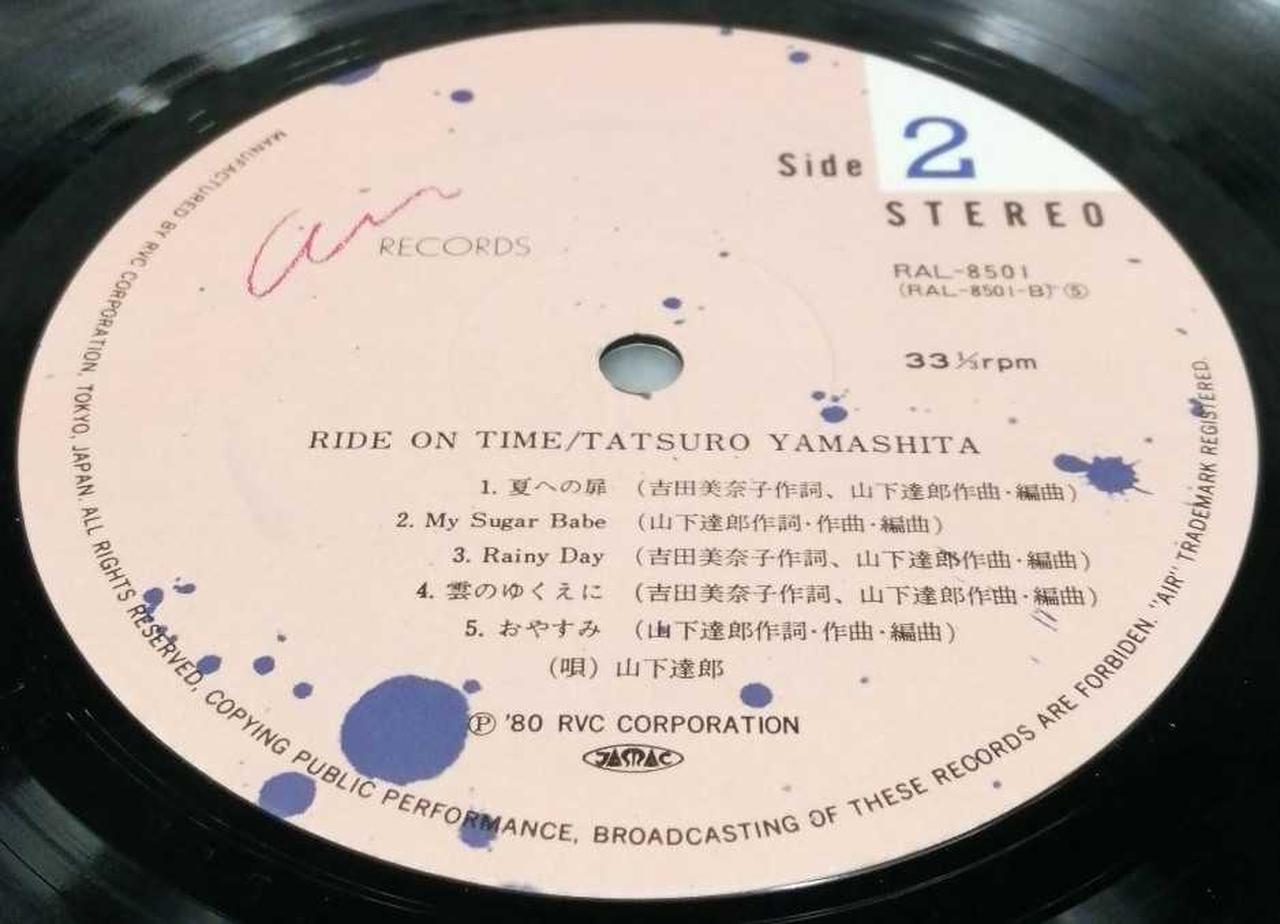 Side 2
STEREO
air RECORDS
RAL-8501
(RAL-8501-B) ⑤
33 ⅓ rpm
RIDE ON TIME/TATSURO YAMASHITA
1. 夏への扉 (吉田美奈子作詞、山下達郎作曲・編曲)
2. My Sugar Babe (山下達郎作詞・作曲・編曲)
3. Rainy Day (吉田美奈子作詞、山下達郎作曲・編曲)
4. 雲のゆくえに (吉田美奈子作詞、山下達郎作曲・編曲)
5. おやすみ (山下達郎作詞・作曲・編曲)
(唄) 山下達郎
Ⓟ '80 RVC CORPORATION
JASRAC
MANUFACTURED BY RVC CORPORATION, TOKYO, JAPAN. ALL RIGHTS RESERVED, COPYING PUBLIC PERFORMANCE, BROADCASTING OF THESE RECORDS ARE FORBIDDEN. "AIR" TRADEMARK REGISTERED.